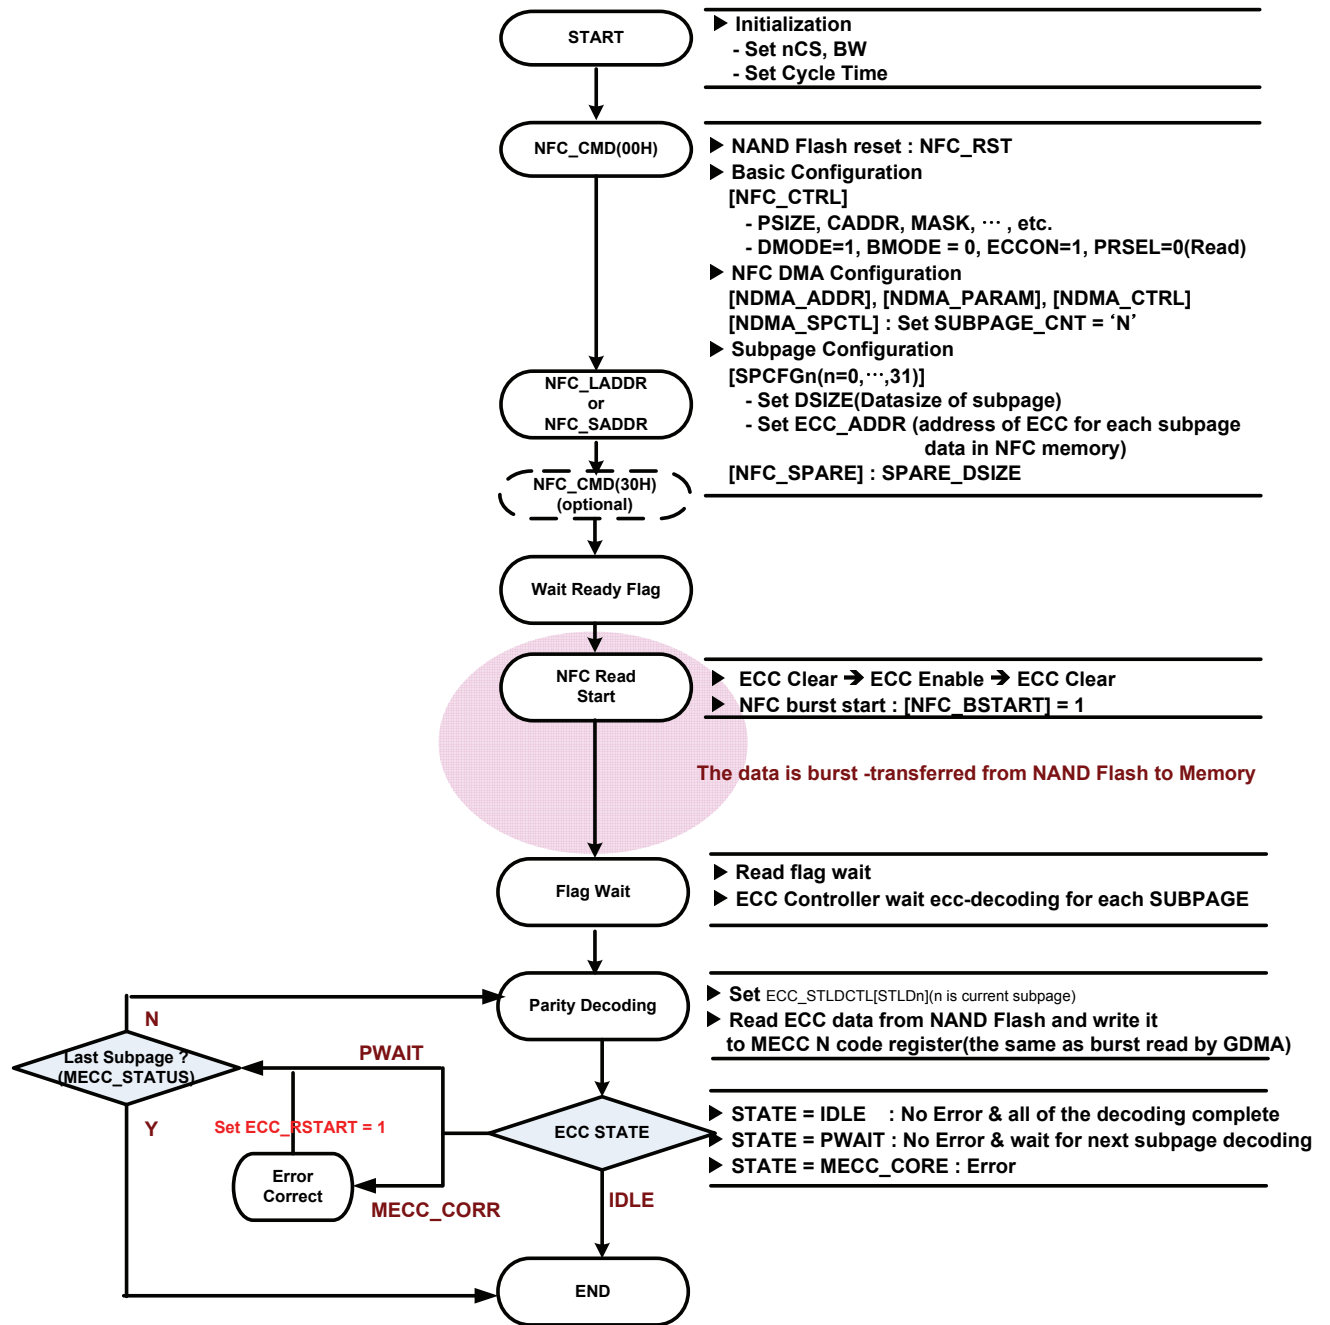 START
▶ Initialization
- Set nCS, BW
- Set Cycle Time
NFC_CMD(00H)
▶ NAND Flash reset : NFC_RST
▶ Basic Configuration
[NFC_CTRL]
- PSIZE, CADDR, MASK, ⋯ , etc.
- DMODE=1, BMODE = 0, ECCON=1, PRSEL=0(Read)
▶ NFC DMA Configuration
[NDMA_ADDR], [NDMA_PARAM], [NDMA_CTRL]
[NDMA_SPCTL] : Set SUBPAGE_CNT = ‘N’
▶ Subpage Configuration
[SPCFGn(n=0,⋯,31)]
- Set DSIZE(Datasize of subpage)
- Set ECC_ADDR (address of ECC for each subpage
data in NFC memory)
[NFC_SPARE] : SPARE_DSIZE
NFC_LADDR
or
NFC_SADDR
NFC_CMD(30H)
(optional)
Wait Ready Flag
NFC Read
Start
▶ ECC Clear ➔ ECC Enable ➔ ECC Clear
▶ NFC burst start : [NFC_BSTART] = 1
The data is burst -transferred from NAND Flash to Memory
Flag Wait
▶ Read flag wait
▶ ECC Controller wait ecc-decoding for each SUBPAGE
Parity Decoding
▶ Set ECC_STLDCTL[STLDn](n is current subpage)
▶ Read ECC data from NAND Flash and write it
to MECC N code register(the same as burst read by GDMA)
N
Last Subpage ?
(MECC_STATUS)
Y
PWAIT
Set ECC_RSTART = 1
Error
Correct
MECC_CORR
ECC STATE
IDLE
▶ STATE = IDLE : No Error & all of the decoding complete
▶ STATE = PWAIT : No Error & wait for next subpage decoding
▶ STATE = MECC_CORE : Error
END